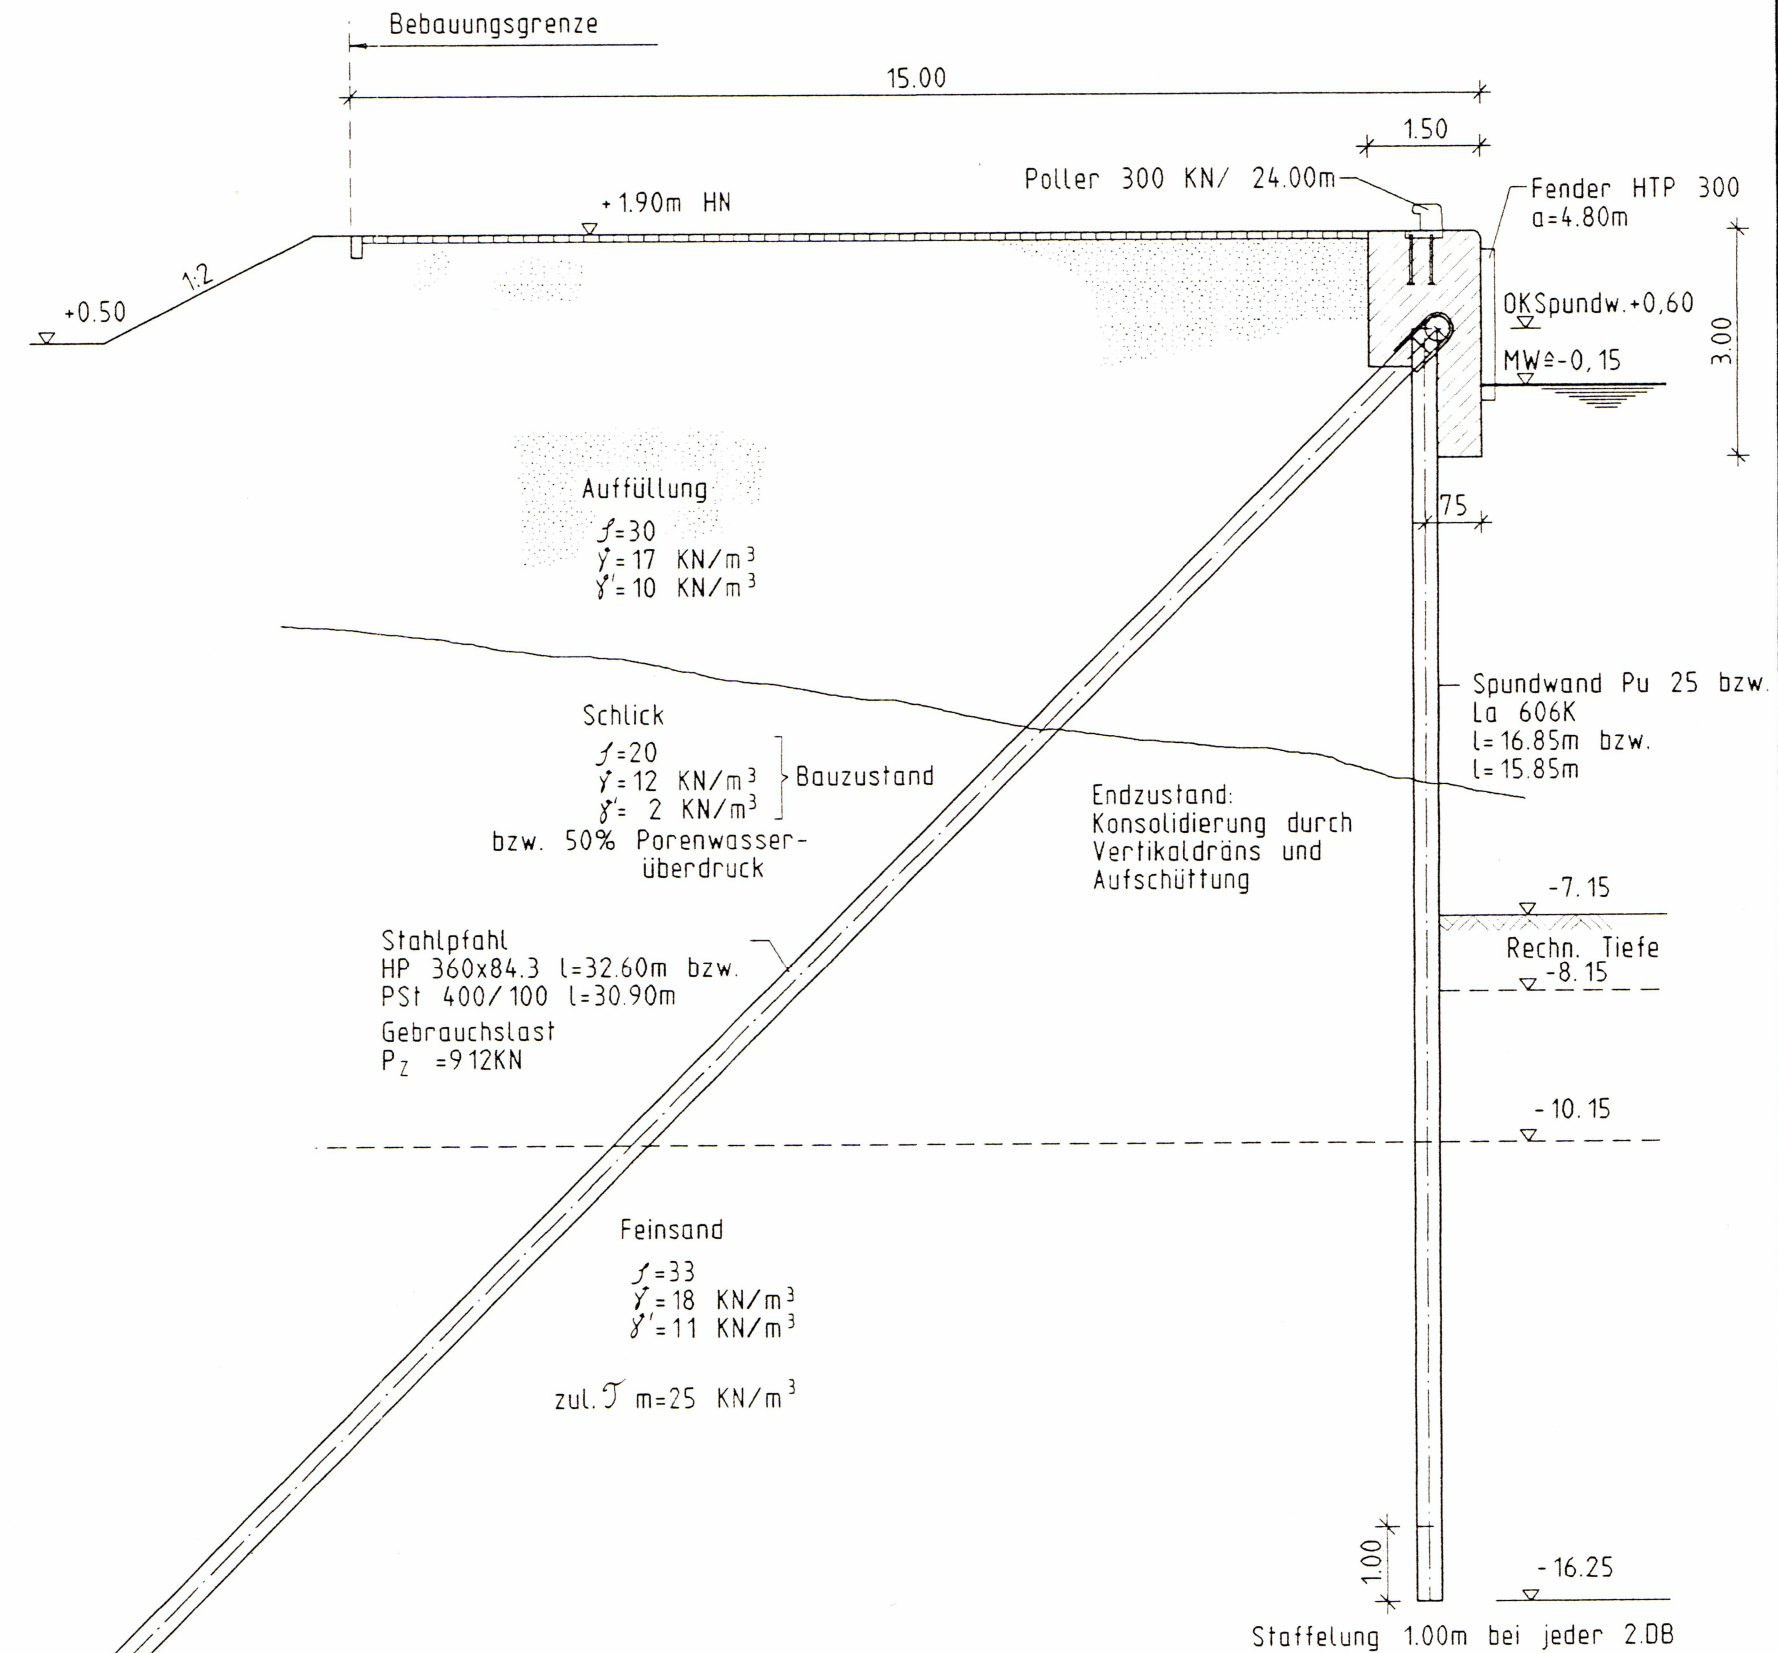 Bebauungsgrenze
15.00
1.50
Poller 300 KN/ 24.00m
Fender HTP 300
a=4.80m
+1.90m HN
1:2
+0.50
OKSpundw.+0,60
MW≙-0,15
3.00
75
Auffüllung
γ=17 KN/m³
γ'=10 KN/m³
Schlick
γ=12 KN/m³
γ'= 2 KN/m³
Bauzustand
bzw. 50% Porenwasser-
überdruck
Endzustand:
Konsolidierung durch
Vertikaldräns und
Aufschüttung
Spundwand Pu 25 bzw.
La 606K
l=16.85m bzw.
l=15.85m
-7.15
Rechn. Tiefe
-8.15
-10.15
Stahlpfahl
HP 360x84.3 l=32.60m bzw.
PSt 400/100 l=30.90m
Gebrauchslast
Pz =912KN
Feinsand
γ=18 KN/m³
γ'=11 KN/m³
zul. m=25 KN/m³
1.00
-16.25
Staffelung 1.00m bei jeder 2.DB